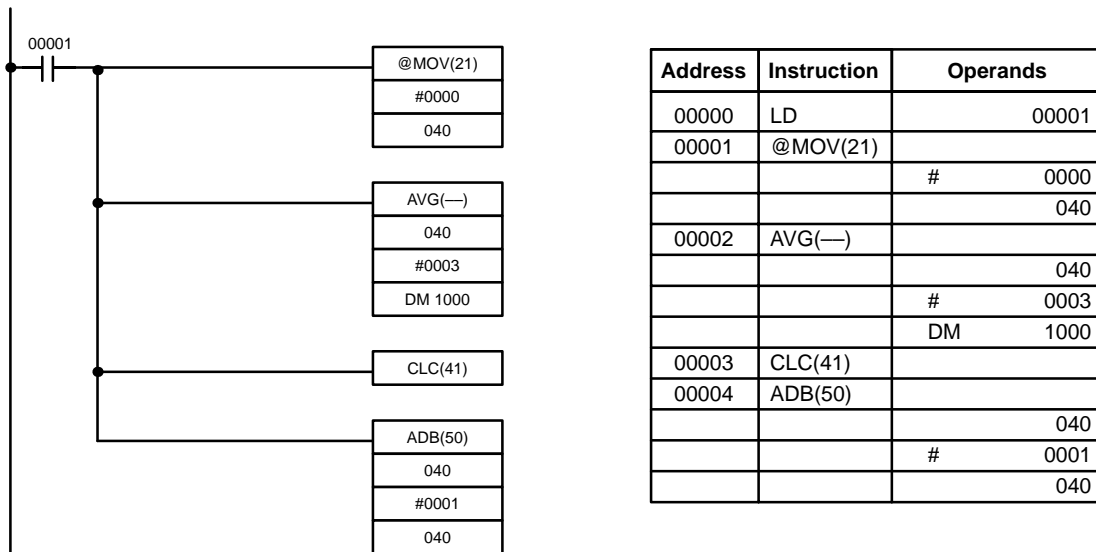 00001
@MOV(21)
#0000
040
AVG(––)
040
#0003
DM 1000
CLC(41)
ADB(50)
040
#0001
040
Address Instruction Operands
00000 LD 00001
00001 @MOV(21)
# 0000
040
00002 AVG(––)
040
# 0003
DM 1000
00003 CLC(41)
00004 ADB(50)
040
# 0001
040